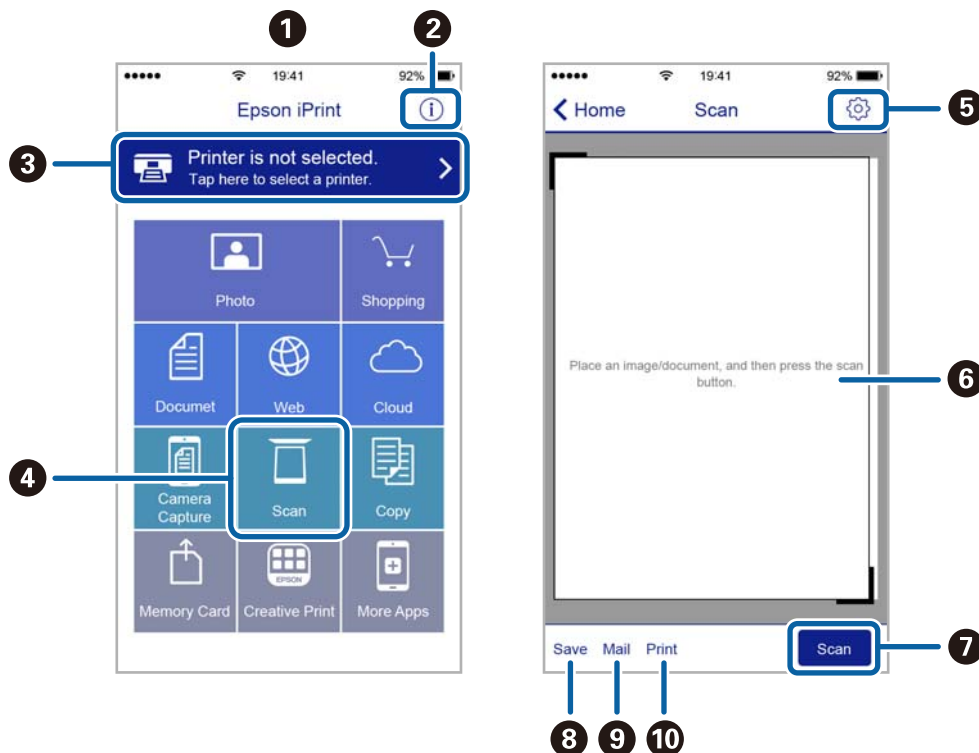 1
2
19:41
92%
Epson iPrint
i
3
Printer is not selected.
Tap here to select a printer.
Photo
Shopping
Documet
Web
Cloud
4
Camera
Capture
Scan
Copy
EPSON
Memory Card
Creative Print
More Apps
19:41
92%
Home
Scan
5
Place an image/document, and then press the scan
button.
6
Save
Mail
Print
Scan
7
8
9
10